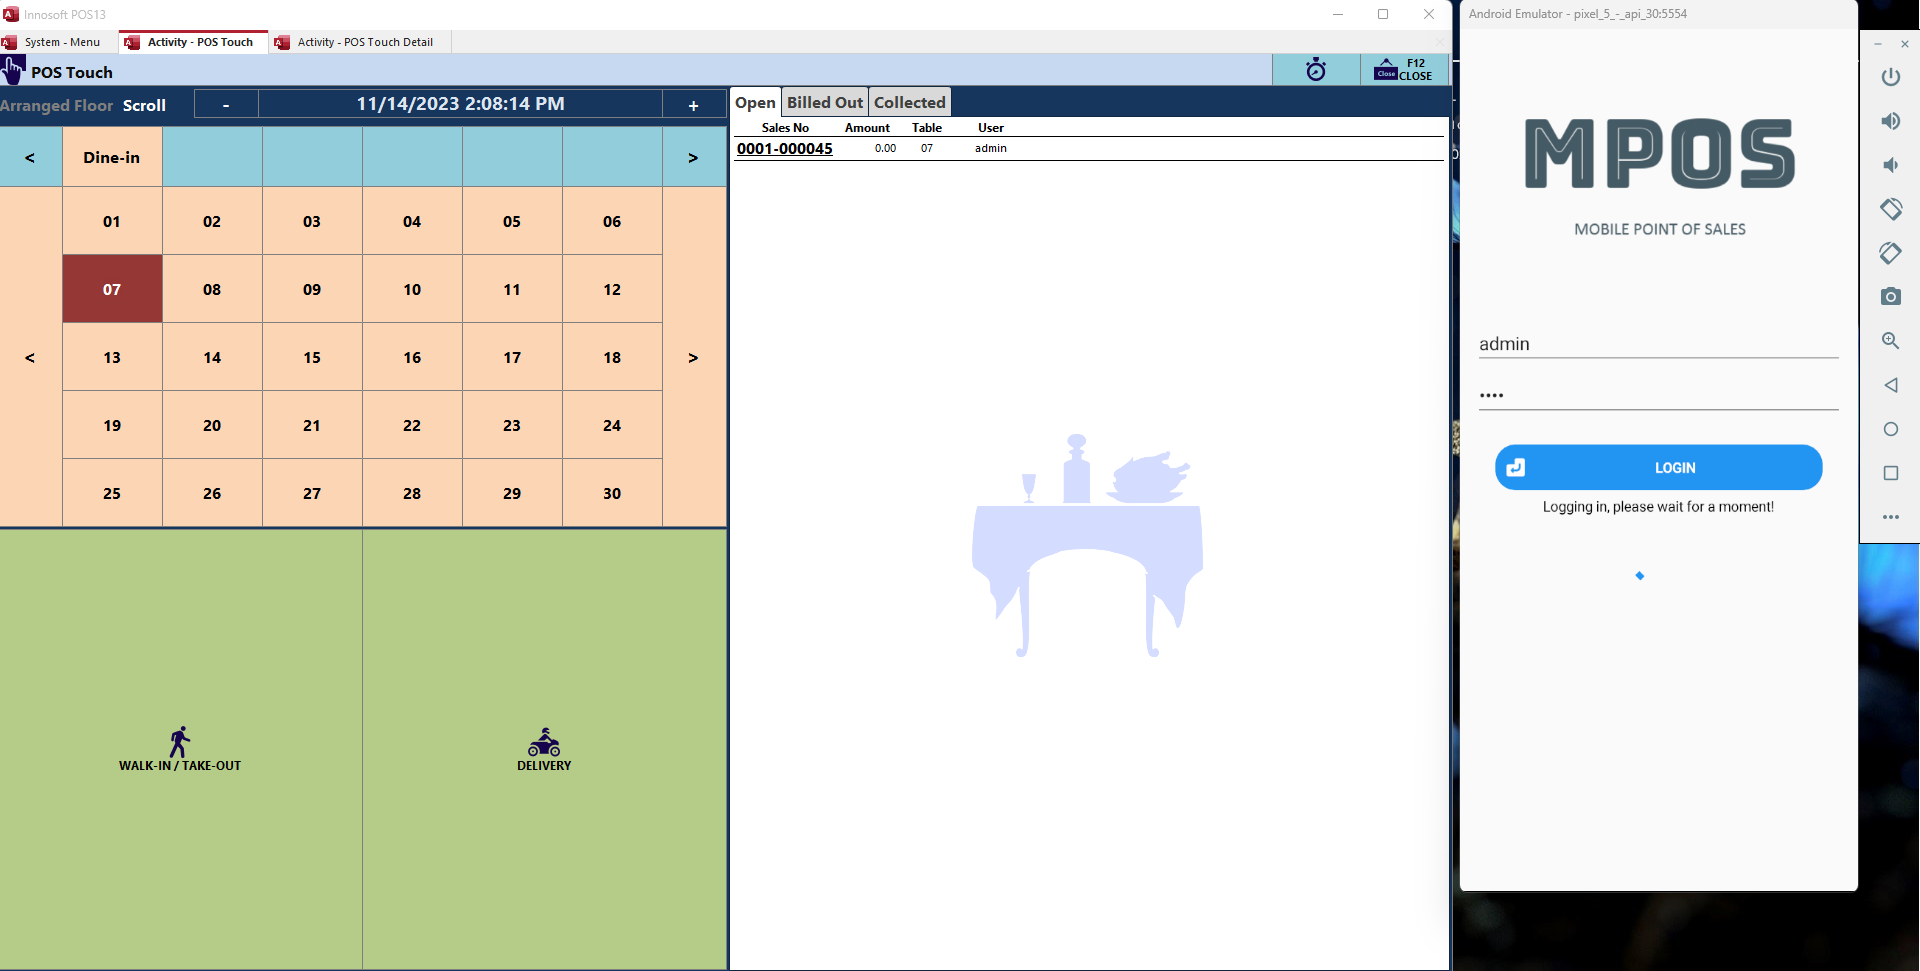 Innosoft POS13
System - Menu
Activity - POS Touch
Activity - POS Touch Detail
POS Touch
F12
Close
CLOSE
Arranged Floor
Scroll
-
11/14/2023 2:08:14 PM
+
<
Dine-in
>
01
02
03
04
05
06
07
08
09
10
11
12
<
13
14
15
16
17
18
>
19
20
21
22
23
24
25
26
27
28
29
30
WALK-IN / TAKE-OUT
DELIVERY
Open
Billed Out
Collected
Sales No
Amount
Table
User
0001-000045
0.00
07
admin
Android Emulator - pixel_5_-_api_30:5554
MPOS
MOBILE POINT OF SALES
admin
••••
LOGIN
Logging in, please wait for a moment!